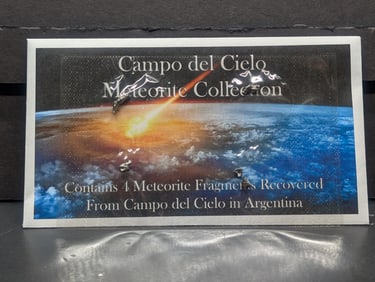 Campo del Cielo
Meteorite Collection
Contains 4 Meteorite Fragments Recovered
From Campo del Cielo in Argentina